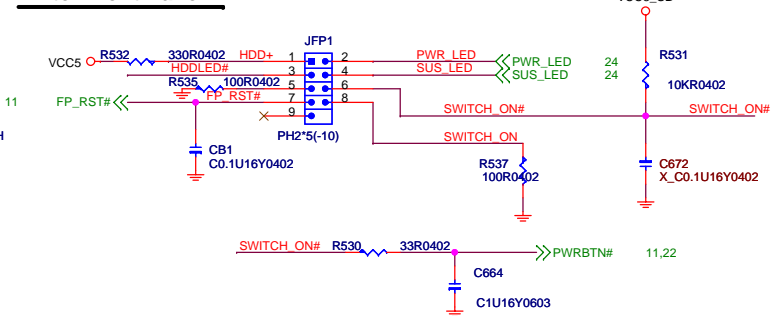 JFP1
R532 330R0402 HDD+ 1 2 PWR_LED PWR_LED 24 R531
VCC5
HDDLED# 3 4 SUS_LED SUS_LED 24
R535 100R0402 5 6 10KR0402
11 FP_RST# FP_RST# 7 8 SWITCH_ON# SWITCH_ON#
9
PH2*5(-10) SWITCH_ON
CB1 R537 C672
C0.1U16Y0402 100R0402 X_C0.1U16Y0402
SWITCH_ON# R530 33R0402 PWRBTN# 11,22
C664
C1U16Y0603